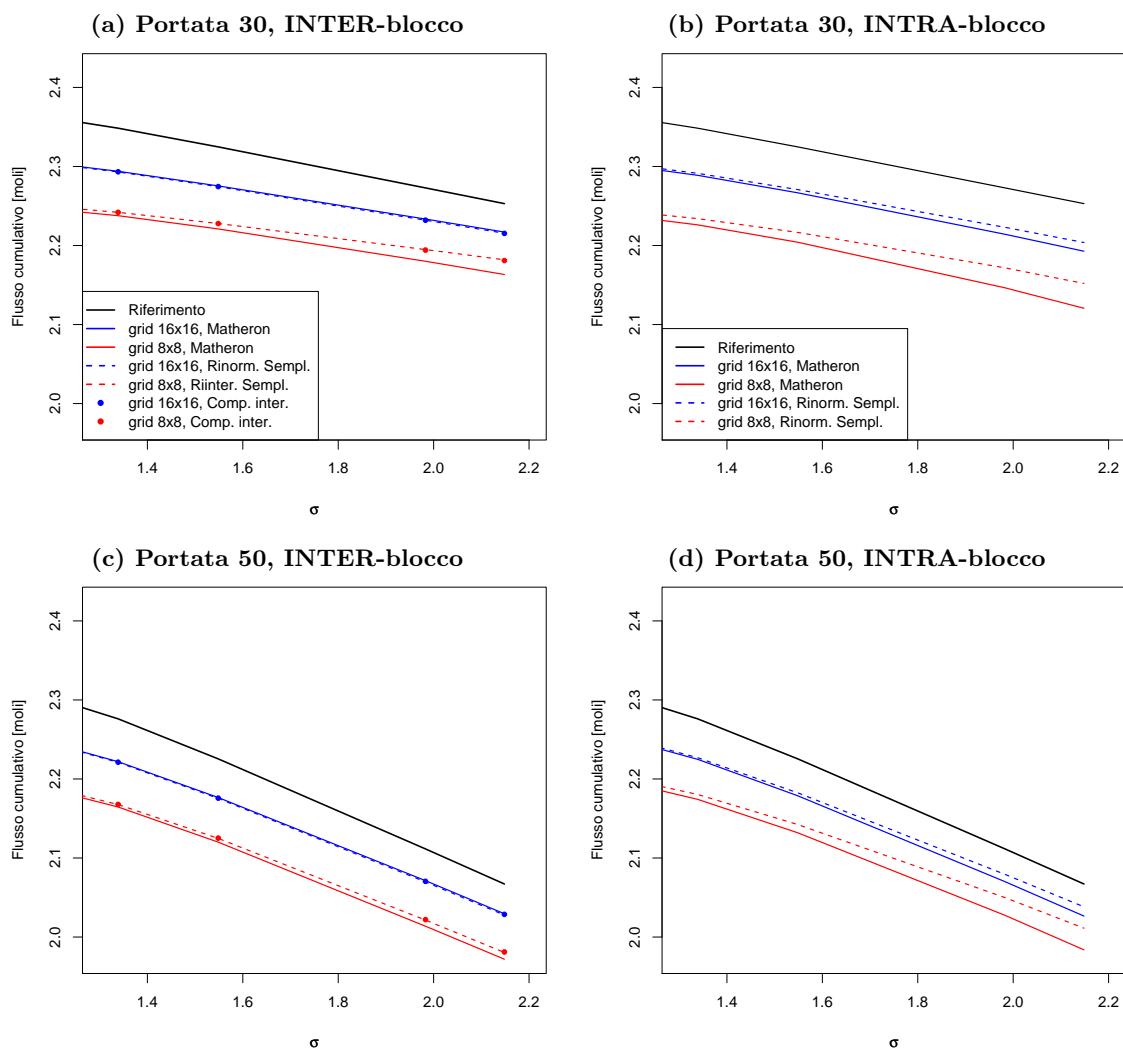 (a) Portata 30, INTER-blocco
Flusso cumulativo [moli]
2.4
2.3
2.2
2.1
2.0
Riferimento
grid 16x16, Matheron
grid 8x8, Matheron
grid 16x16, Rinorm. Sempl.
grid 8x8, Riinter. Sempl.
grid 16x16, Comp. inter.
grid 8x8, Comp. inter.
1.4 1.6 1.8 2.0 2.2
σ
(b) Portata 30, INTRA-blocco
Flusso cumulativo [moli]
2.4
2.3
2.2
2.1
2.0
Riferimento
grid 16x16, Matheron
grid 8x8, Matheron
grid 16x16, Rinorm. Sempl.
grid 8x8, Rinorm. Sempl.
1.4 1.6 1.8 2.0 2.2
σ
(c) Portata 50, INTER-blocco
Flusso cumulativo [moli]
2.4
2.3
2.2
2.1
2.0
1.4 1.6 1.8 2.0 2.2
σ
(d) Portata 50, INTRA-blocco
Flusso cumulativo [moli]
2.4
2.3
2.2
2.1
2.0
1.4 1.6 1.8 2.0 2.2
σ